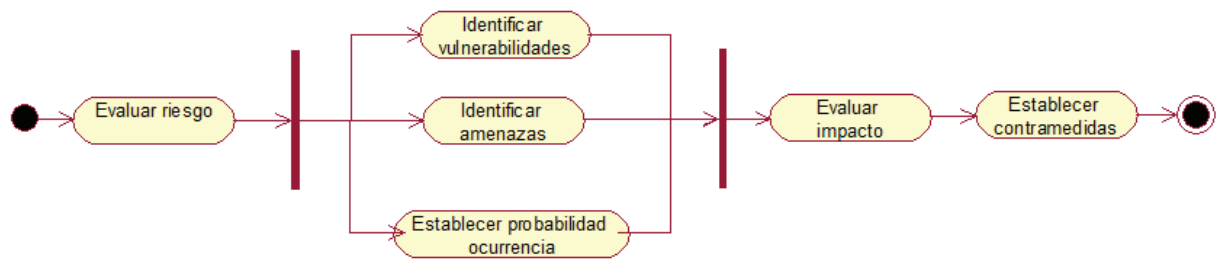 Evaluar riesgo
Identificar
vulnerabilidades
Identificar
amenazas
Establecer probabilidad
ocurrencia
Evaluar
impacto
Establecer
contramedidas